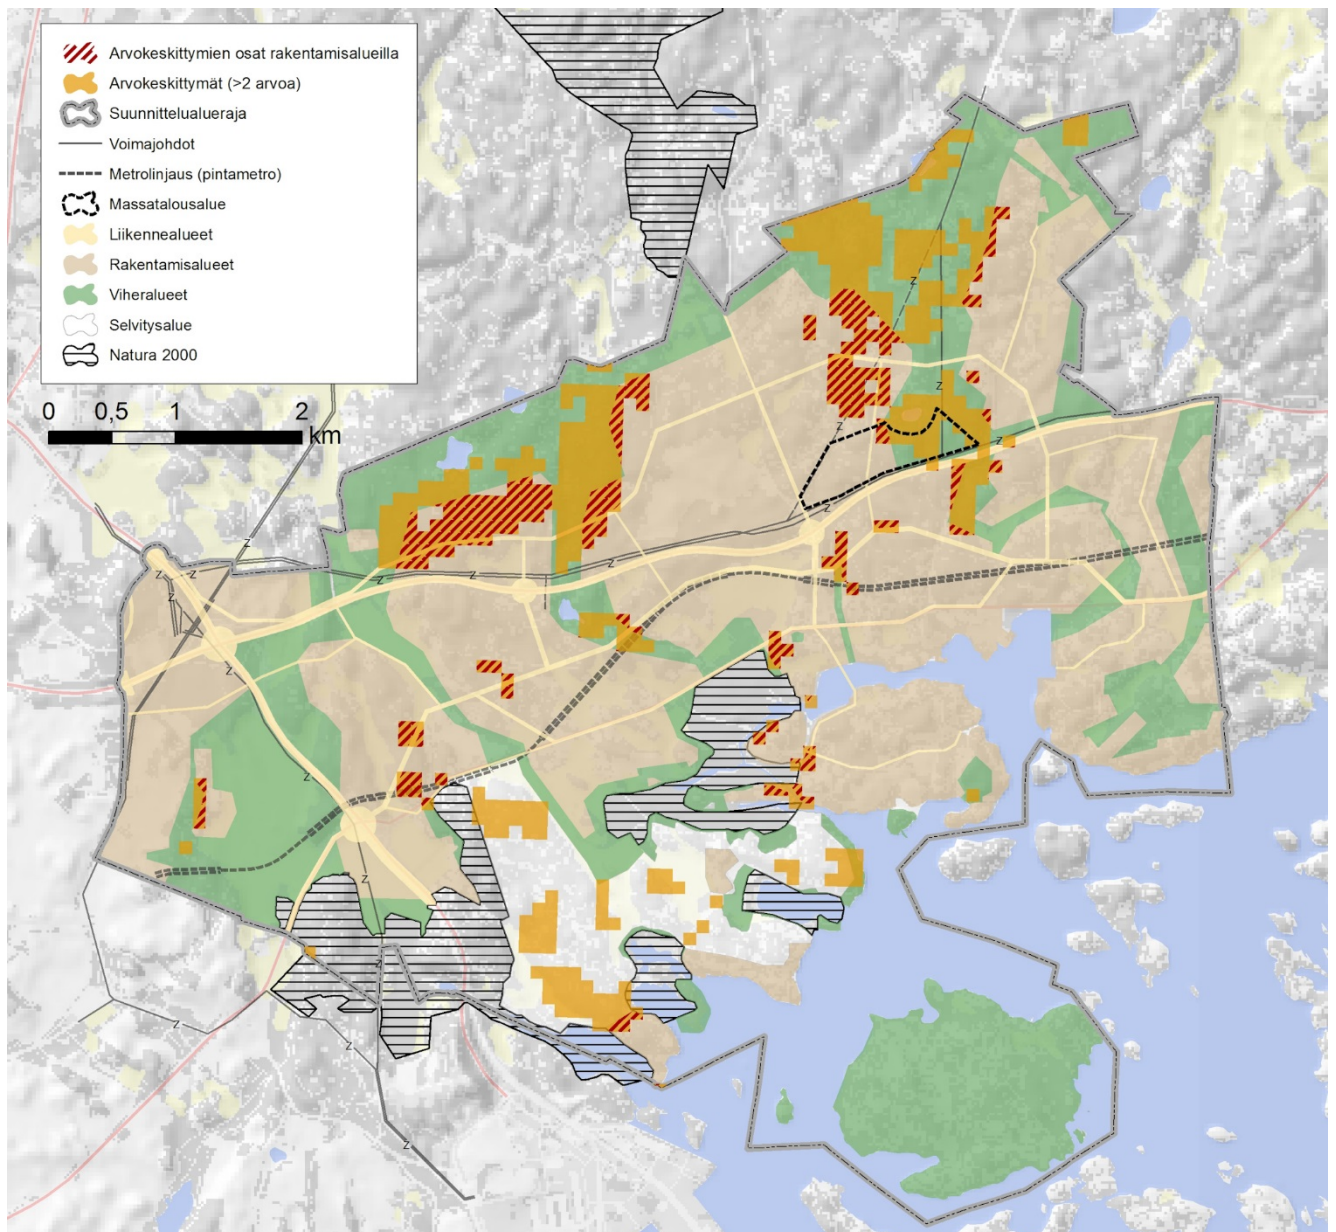 Arvokeskittymien osat rakentamisalueilla
Arvokeskittymät (>2 arvoa)
Suunnittelualueraja
Voimajohdot
Metrolinjaus (pintametro)
Massatalousalue
Liikennealueet
Rakentamisalueet
Viheralueet
Selvitysalue
Natura 2000
0 0,5 1 2
km